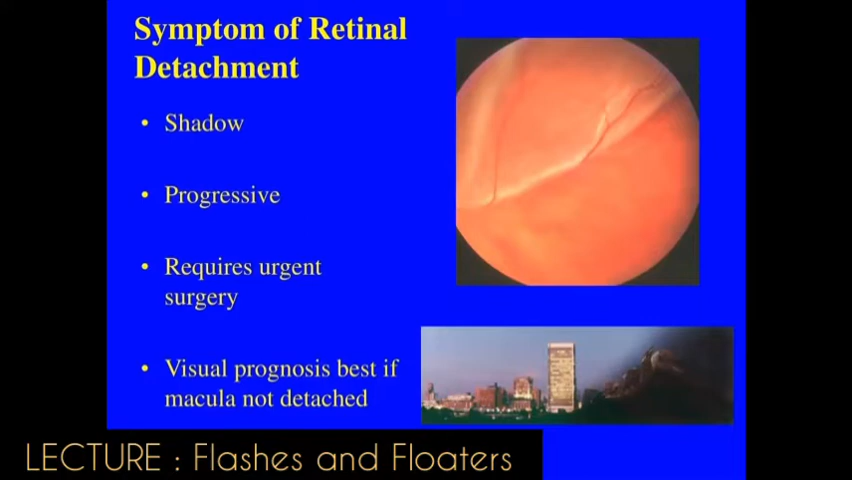 Symptom of Retinal
Detachment
• Shadow
• Progressive
• Requires urgent
surgery
• Visual prognosis best if
macula not detached
LECTURE : Flashes and Floaters